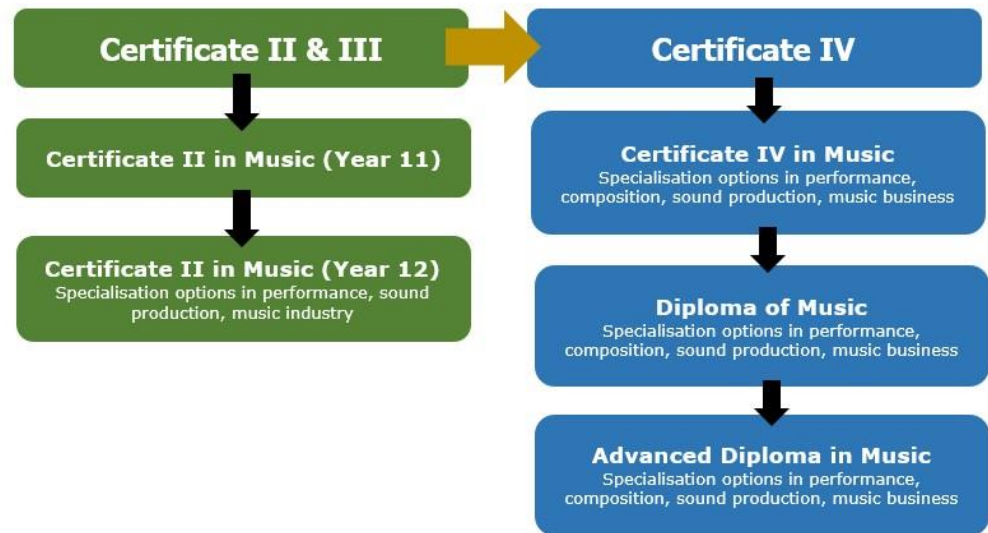 Certificate II & III
Certificate II in Music (Year 11)
Certificate II in Music (Year 12)
Specialisation options in performance, sound
production, music industry
Certificate IV
Certificate IV in Music
Specialisation options in performance,
composition, sound production, music business
Diploma of Music
Specialisation options in performance,
composition, sound production, music business
Advanced Diploma in Music
Specialisation options in performance,
composition, sound production, music business